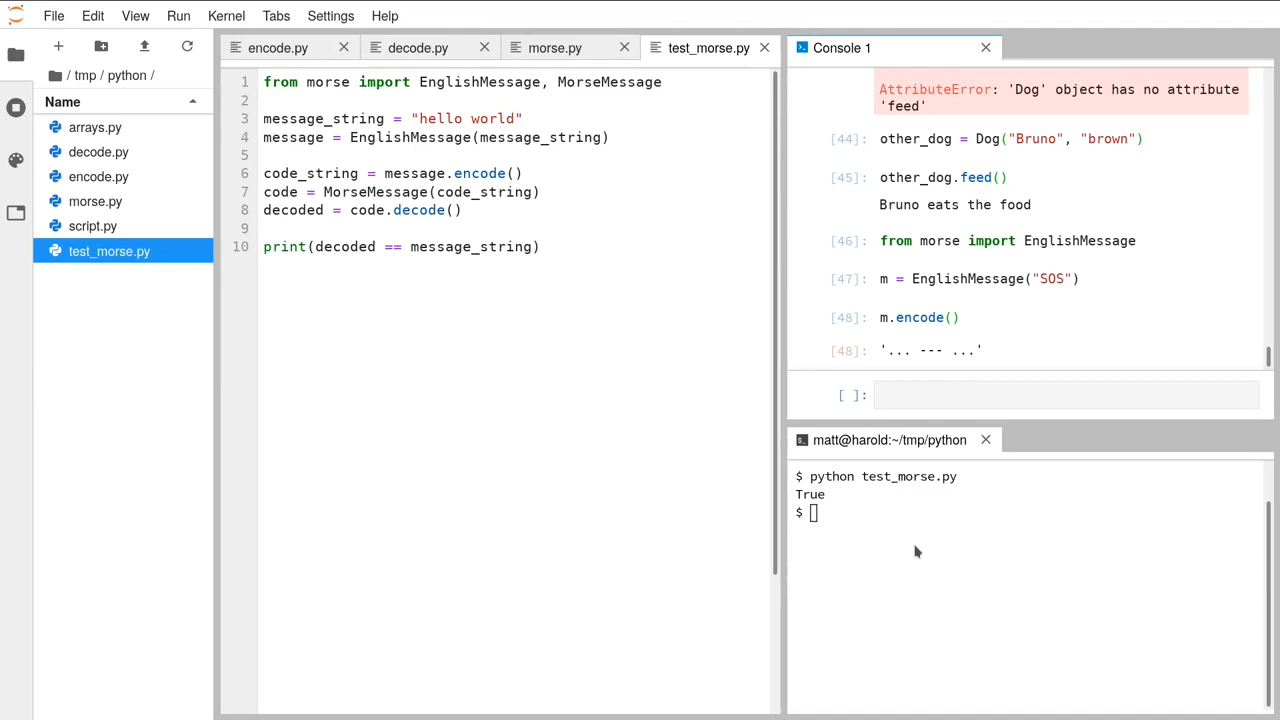 File Edit View Run Kernel Tabs Settings Help
/ tmp / python /
Name
arrays.py
decode.py
encode.py
morse.py
script.py
test_morse.py
encode.py
decode.py
morse.py
test_morse.py
1 from morse import EnglishMessage, MorseMessage
2
3 message_string = "hello world"
4 message = EnglishMessage(message_string)
5
6 code_string = message.encode()
7 code = MorseMessage(code_string)
8 decoded = code.decode()
9
10 print(decoded == message_string)
Console 1
AttributeError: 'Dog' object has no attribute
'feed'
[44]: other_dog = Dog("Bruno", "brown")
[45]: other_dog.feed()
Bruno eats the food
[46]: from morse import EnglishMessage
[47]: m = EnglishMessage("SOS")
[48]: m.encode()
[48]: '... --- ...'
[ ]:
matt@harold:~/tmp/python
$ python test_morse.py
True
$